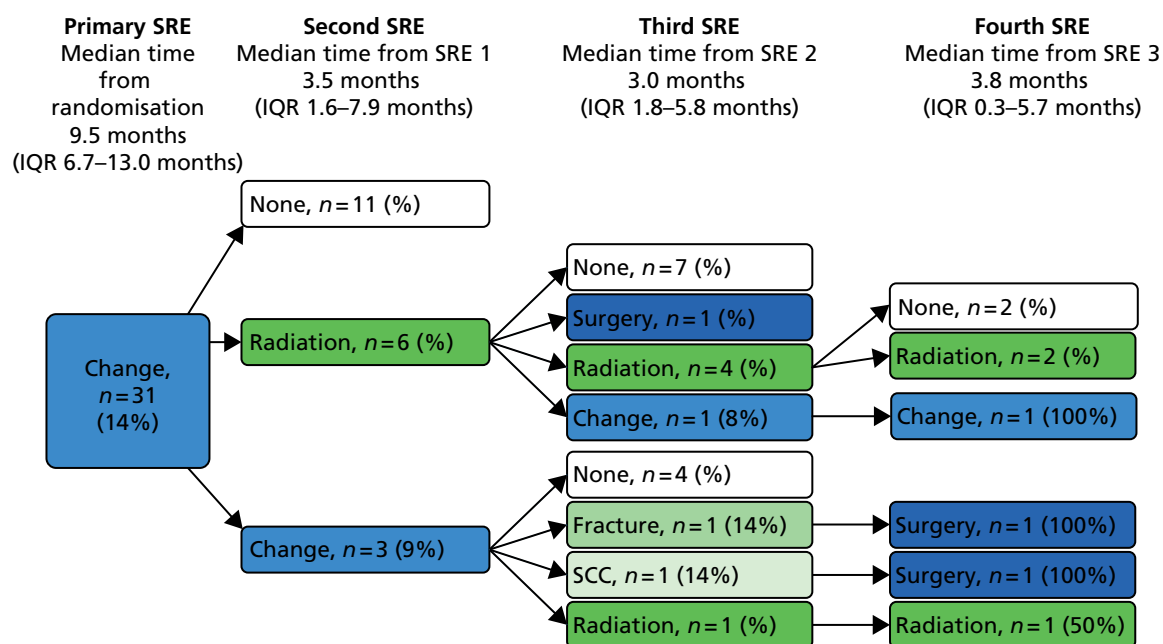 Primary SRE
Median time
from
randomisation
9.5 months
(IQR 6.7–13.0 months)
Second SRE
Median time from SRE 1
3.5 months
(IQR 1.6–7.9 months)
Third SRE
Median time from SRE 2
3.0 months
(IQR 1.8–5.8 months)
Fourth SRE
Median time from SRE 3
3.8 months
(IQR 0.3–5.7 months)
Change,
n=31
(14%)
None, n=11 (%)
Radiation, n=6 (%)
Change, n=3 (9%)
None, n=7 (%)
Surgery, n=1 (%)
Radiation, n=4 (%)
Change, n=1 (8%)
None, n=4 (%)
Fracture, n=1 (14%)
SCC, n=1 (14%)
Radiation, n=1 (%)
None, n=2 (%)
Radiation, n=2 (%)
Change, n=1 (100%)
Surgery, n=1 (100%)
Surgery, n=1 (100%)
Radiation, n=1 (50%)